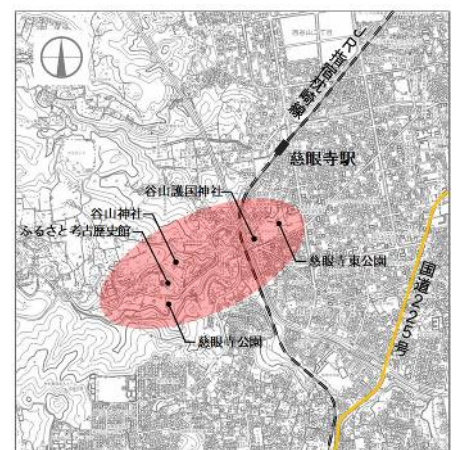 JR指宿枕崎線
慈眼寺駅
谷山護国神社
谷山神社
ふるさと考古歴史館
慈眼寺東公園
国道225号
慈眼寺公園